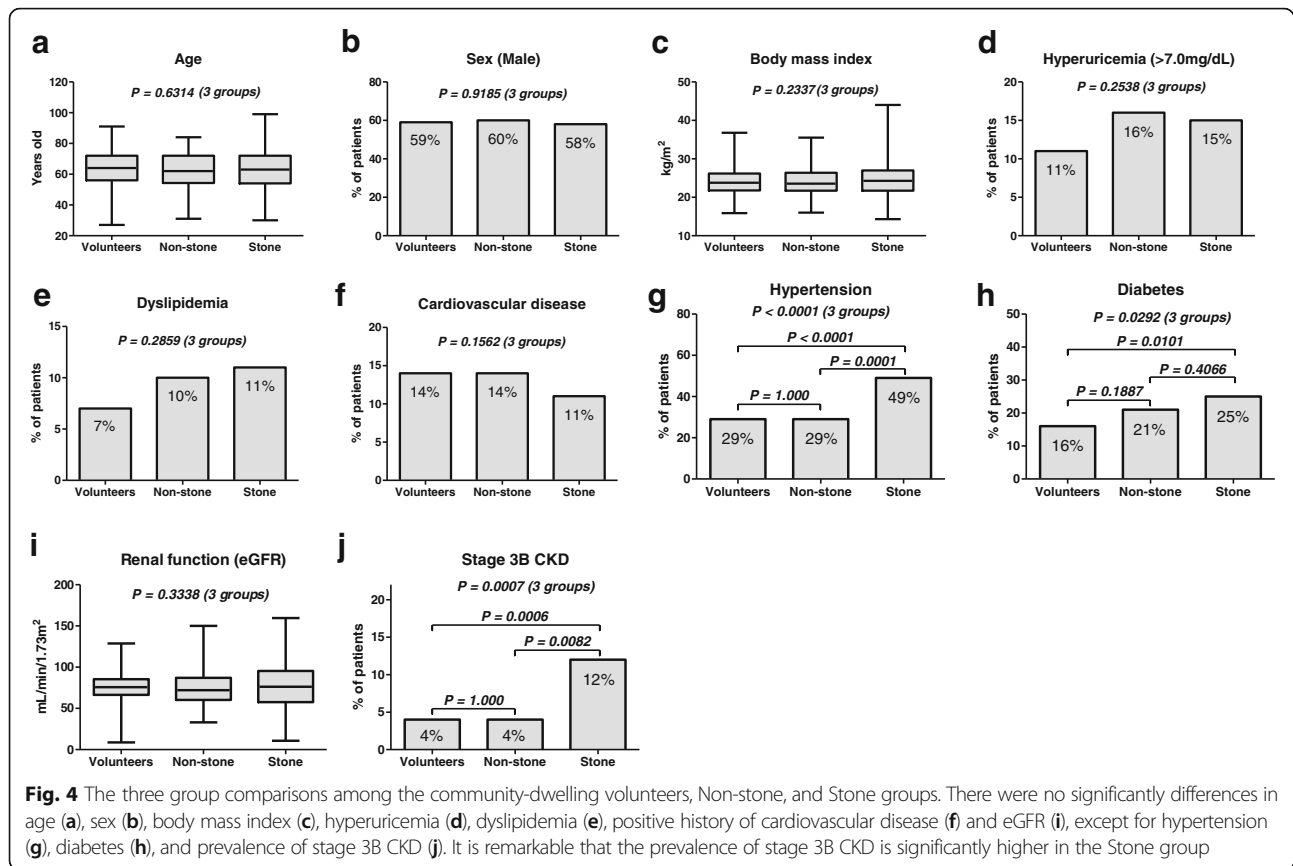 a
Age
P = 0.6314 (3 groups)
Years old
120
100
80
60
40
20
Volunteers Non-stone Stone
b
Sex (Male)
P = 0.9185 (3 groups)
% of patients
80
60
40
20
0
59% 60% 58%
Volunteers Non-stone Stone
c
Body mass index
P = 0.2337 (3 groups)
kg/m²
50
40
30
20
10
Volunteers Non-stone Stone
d
Hyperuricemia (>7.0mg/dL)
P = 0.2538 (3 groups)
% of patients
20
15
10
5
0
11% 16% 15%
Volunteers Non-stone Stone
e
Dyslipidemia
P = 0.2859 (3 groups)
% of patients
15
10
5
0
7% 10% 11%
Volunteers Non-stone Stone
f
Cardiovascular disease
P = 0.1562 (3 groups)
% of patients
20
15
10
5
0
14% 14% 11%
Volunteers Non-stone Stone
g
Hypertension
P < 0.0001 (3 groups)
P < 0.0001
P = 0.0001
P = 1.000
% of patients
80
60
40
20
0
29% 29% 49%
Volunteers Non-stone Stone
h
Diabetes
P = 0.0292 (3 groups)
P = 0.0101
P = 0.4066
P = 0.1887
% of patients
50
40
30
20
10
0
16% 21% 25%
Volunteers Non-stone Stone
i
Renal function (eGFR)
P = 0.3338 (3 groups)
mL/min/1.73m²
200
150
100
50
0
Volunteers Non-stone Stone
j
Stage 3B CKD
P = 0.0007 (3 groups)
P = 0.0006
P = 0.0082
P = 1.000
% of patients
20
15
10
5
0
4% 4% 12%
Volunteers Non-stone Stone
Fig. 4 The three group comparisons among the community-dwelling volunteers, Non-stone, and Stone groups. There were no significantly differences in
age (a), sex (b), body mass index (c), hyperuricemia (d), dyslipidemia (e), positive history of cardiovascular disease (f) and eGFR (i), except for hypertension
(g), diabetes (h), and prevalence of stage 3B CKD (j). It is remarkable that the prevalence of stage 3B CKD is significantly higher in the Stone group